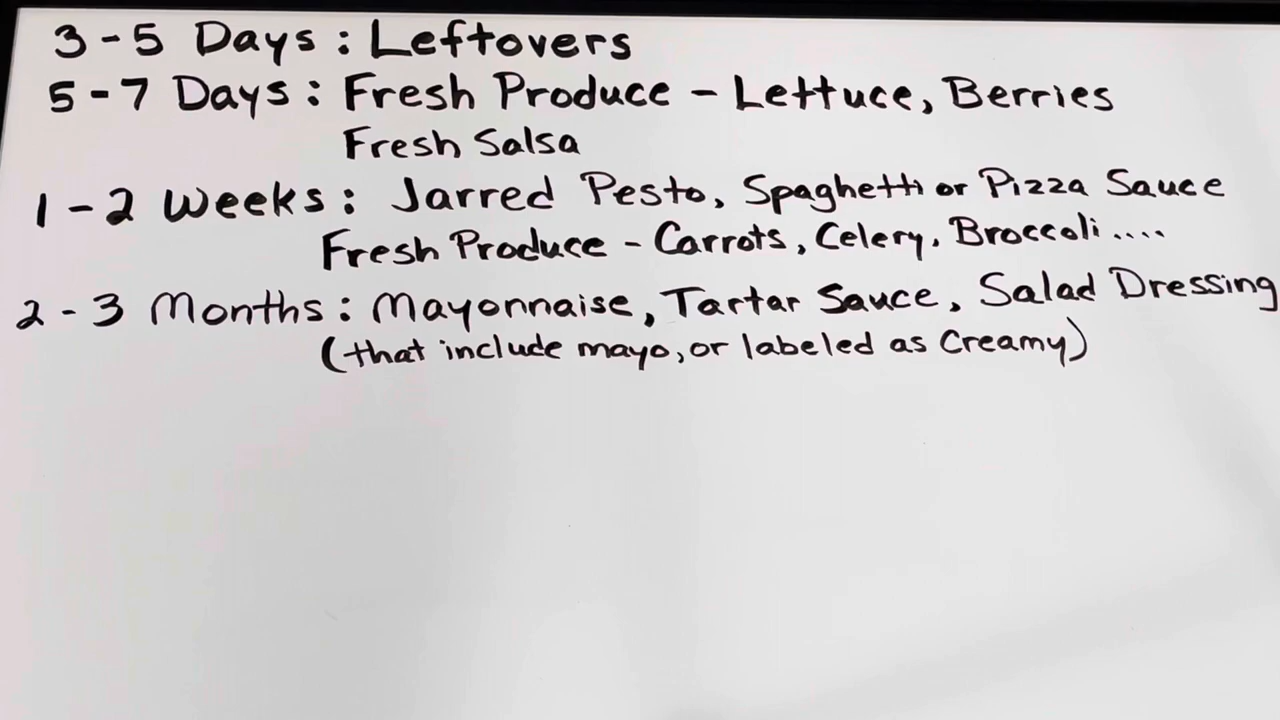 3-5 Days: Leftovers
5-7 Days: Fresh Produce - Lettuce, Berries
Fresh Salsa
1-2 Weeks: Jarred Pesto, Spaghetti or Pizza Sauce
Fresh Produce - Carrots, Celery, Broccoli....
2-3 Months: Mayonnaise, Tartar Sauce, Salad Dressing
(that include mayo, or labeled as Creamy)